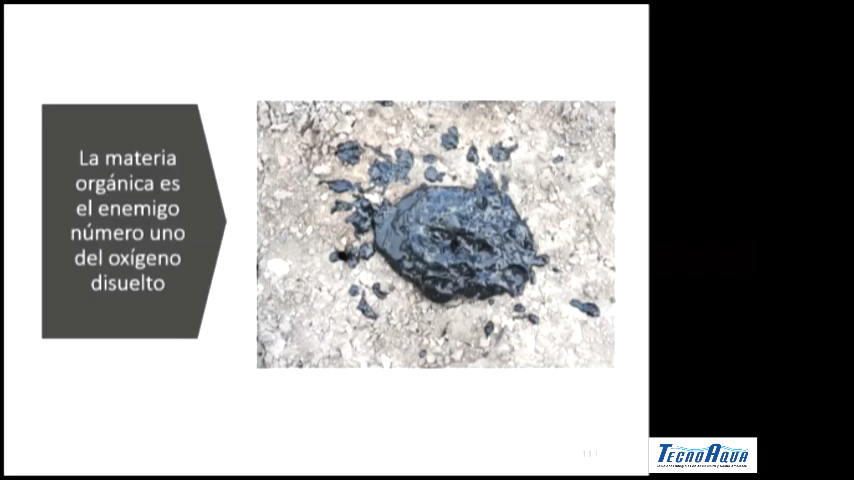 La materia
orgánica es
el enemigo
número uno
del oxígeno
disuelto
TECNOAQUA